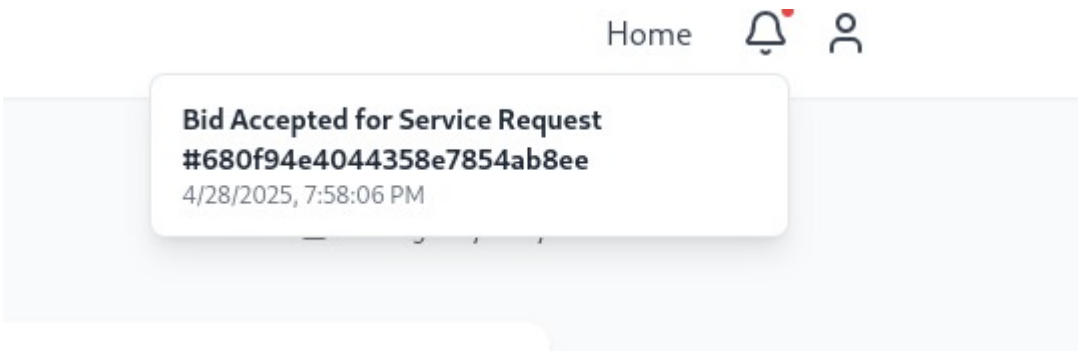 Home
Bid Accepted for Service Request
#680f94e4044358e7854ab8ee
4/28/2025, 7:58:06 PM